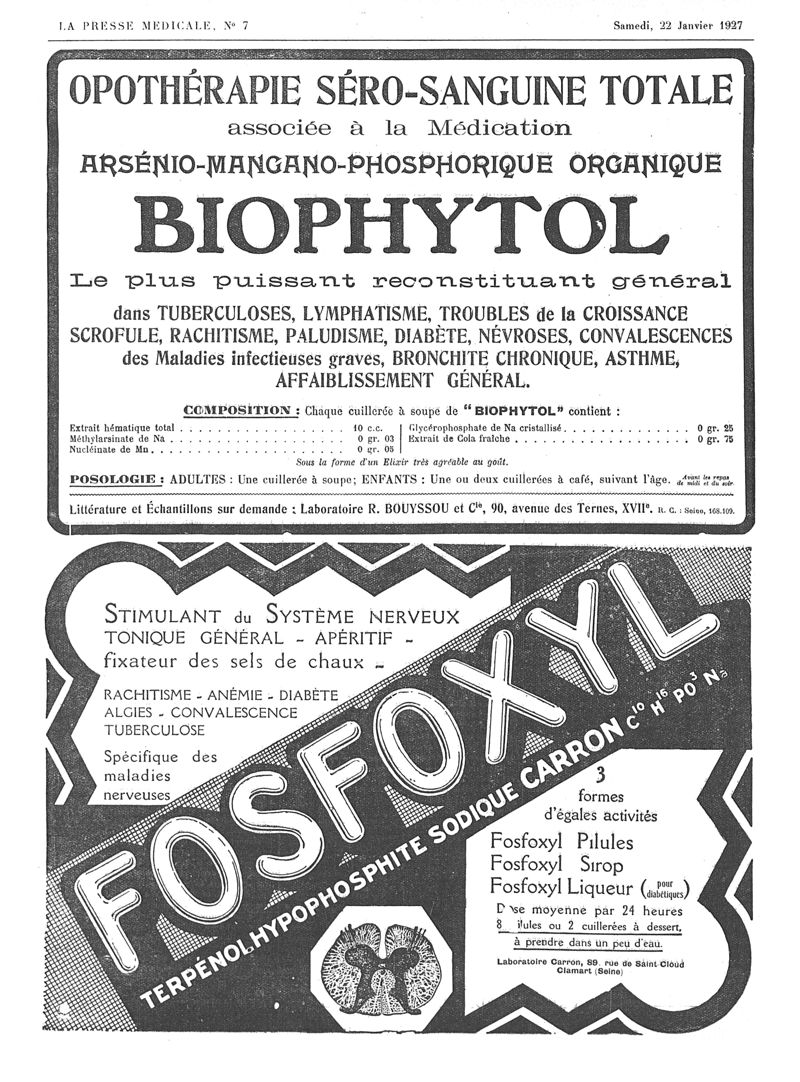 LA PRESSE MÉDICALE, N° 7
Samedi, 22 Janvier 1927
OPOTHÉRAPIE SÉRO-SANGUINE TOTALE
associée à la Médication
ARSÉNIO-MANGANO-PHOSPHORIQUE ORGANIQUE
BIOPHYTOL
Le plus puissant reconstituant général
dans TUBERCULOSES, LYMPHATISME, TROUBLES de la CROISSANCE
SCROFULE, RACHITISME, PALUDISME, DIABÈTE, NÉVROSES, CONVALESCENCES
des Maladies infectieuses graves, BRONCHITE CHRONIQUE, ASTHME,
AFFAIBLISSEMENT GÉNÉRAL.
COMPOSITION : Chaque cuillerée à soupe de “BIOPHYTOL” contient :
Extrait hématique total . . . . . . . . . . . . . . . . . . 10 c.c.
Méthylarsinate de Na . . . . . . . . . . . . . . . . . . 0 gr. 03
Nucléinate de Mn . . . . . . . . . . . . . . . . . . . . 0 gr. 05
Glycérophosphate de Na cristallisé . . . . . . . . . . . . . 0 gr. 25
Extrait de Cola fraîche . . . . . . . . . . . . . . . . . . 0 gr. 75
Sous la forme d'un Elixir très agréable au goût.
POSOLOGIE : ADULTES : Une cuillerée à soupe; ENFANTS : Une ou deux cuillerées à café, suivant l'âge. Avant les repas
de midi et du soir
Littérature et Échantillons sur demande : Laboratoire R. BOUYSSOU et Cie, 90, avenue des Ternes, XVIIe. R. C. : Seine, 168.109.
STIMULANT du SYSTÈME NERVEUX
TONIQUE GÉNÉRAL - APÉRITIF -
fixateur des sels de chaux -
RACHITISME - ANÉMIE - DIABÈTE
ALGIES - CONVALESCENCE
TUBERCULOSE
Spécifique des
maladies
nerveuses
FOSFOXYL
TERPÉNOLHYPOPHOSPHITE SODIQUE CARRON C10 H16 PO3 Na
3
formes
d'égales activités
Fosfoxyl Pilules
Fosfoxyl Sirop
Fosfoxyl Liqueur (pour diabétiques)
Dose moyenne par 24 heures
8 pilules ou 2 cuillerées à dessert,
à prendre dans un peu d'eau.
Laboratoire Carron, 89, rue de Saint Cloud
Clamart (Seine)